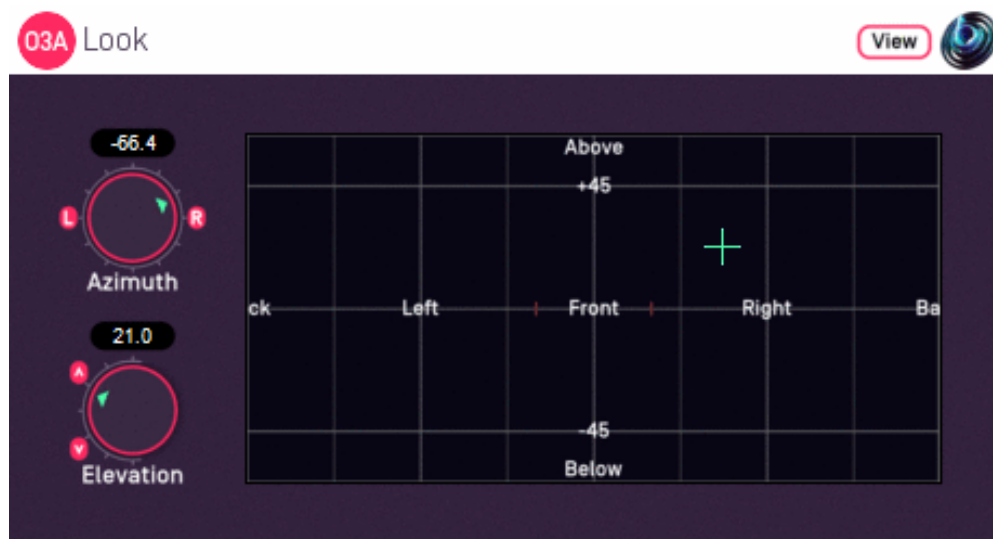 O3A Look
View
-66.4
L
R
Azimuth
21.0
Elevation
Above
+45
ck
Left
Front
Right
Ba
-45
Below